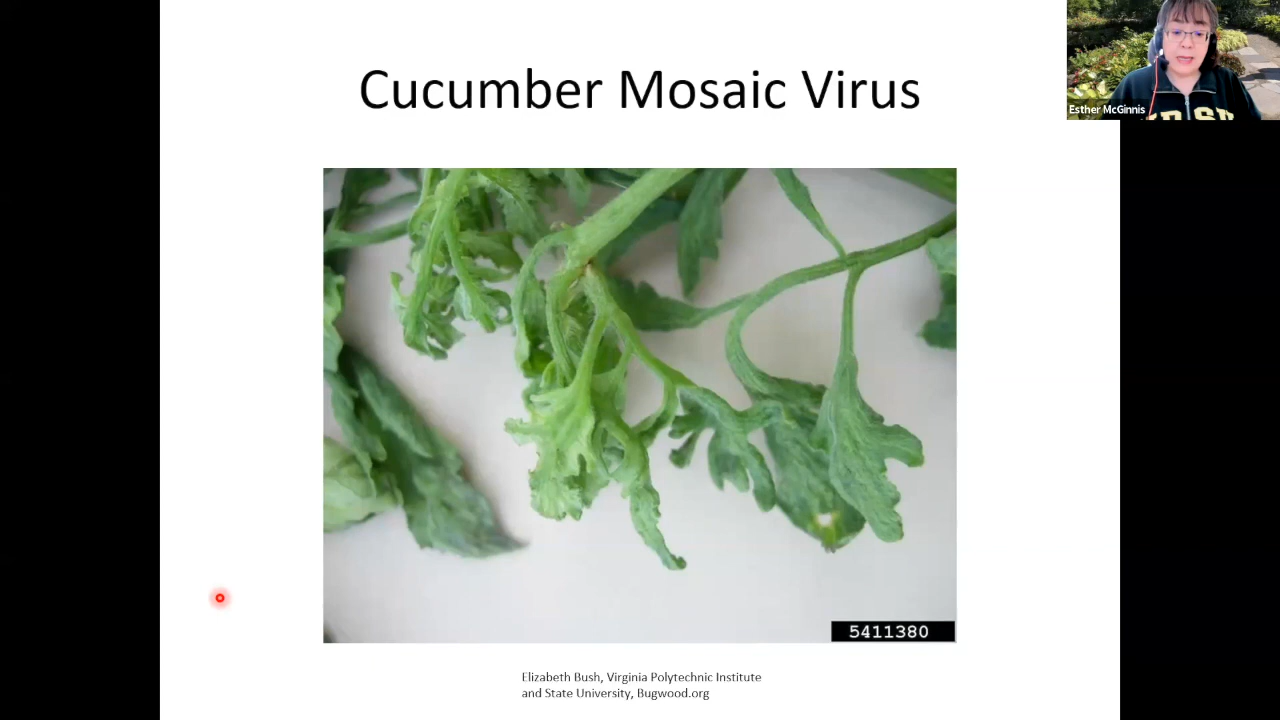 Cucumber Mosaic Virus
Esther McGinnis
5411380
Elizabeth Bush, Virginia Polytechnic Institute
and State University, Bugwood.org